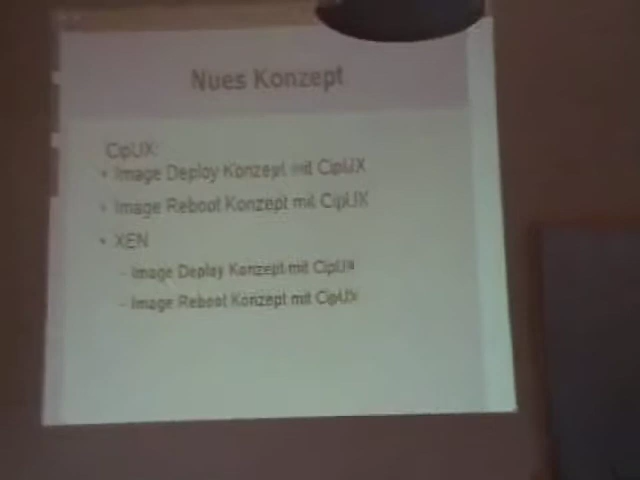 Nues Konzept
CipUX
• Image Deploy Konzept mit CipUX
• Image Reboot Konzept mit CipUX
• XEN
- Image Deploy Konzept mit CipUX
- Image Reboot Konzept mit CipUX